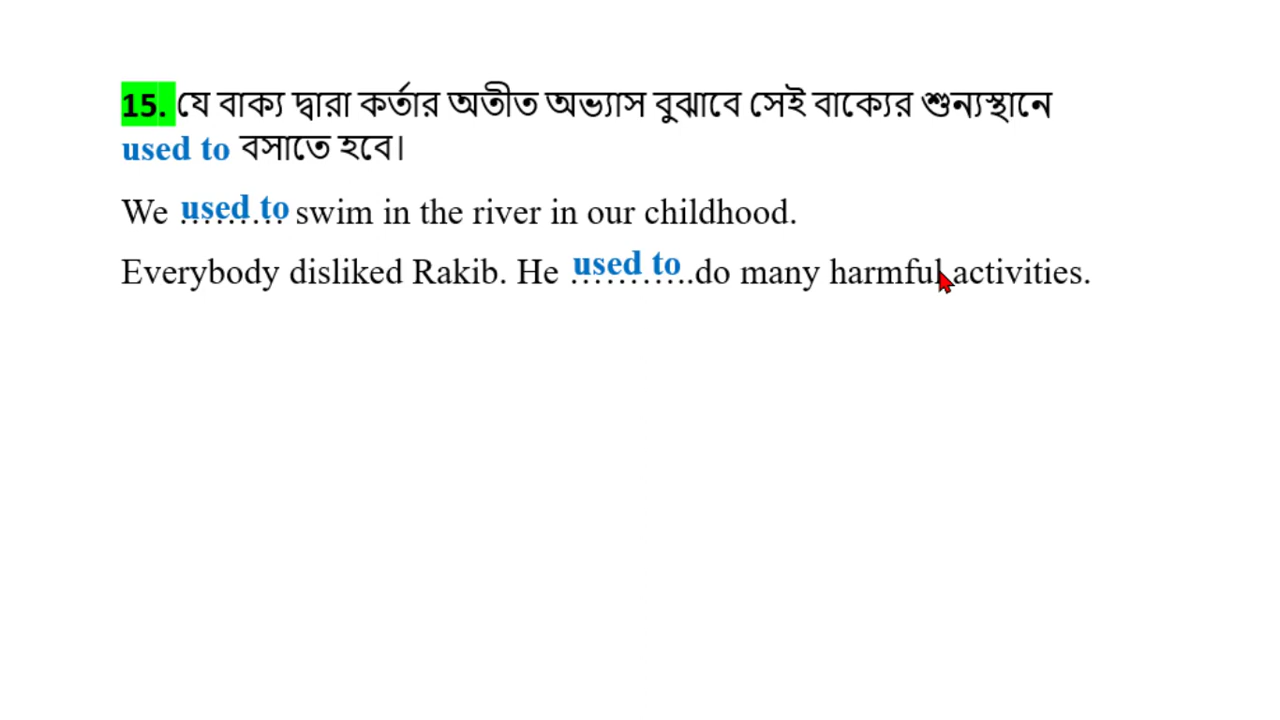 15. যে বাক্য দ্বারা কর্তার অতীত অভ্যাস বুঝাবে সেই বাক্যের শুন্যস্থানে
used to বসাতে হবে।
We used to swim in the river in our childhood.
Everybody disliked Rakib. He used to ..do many harmful activities.